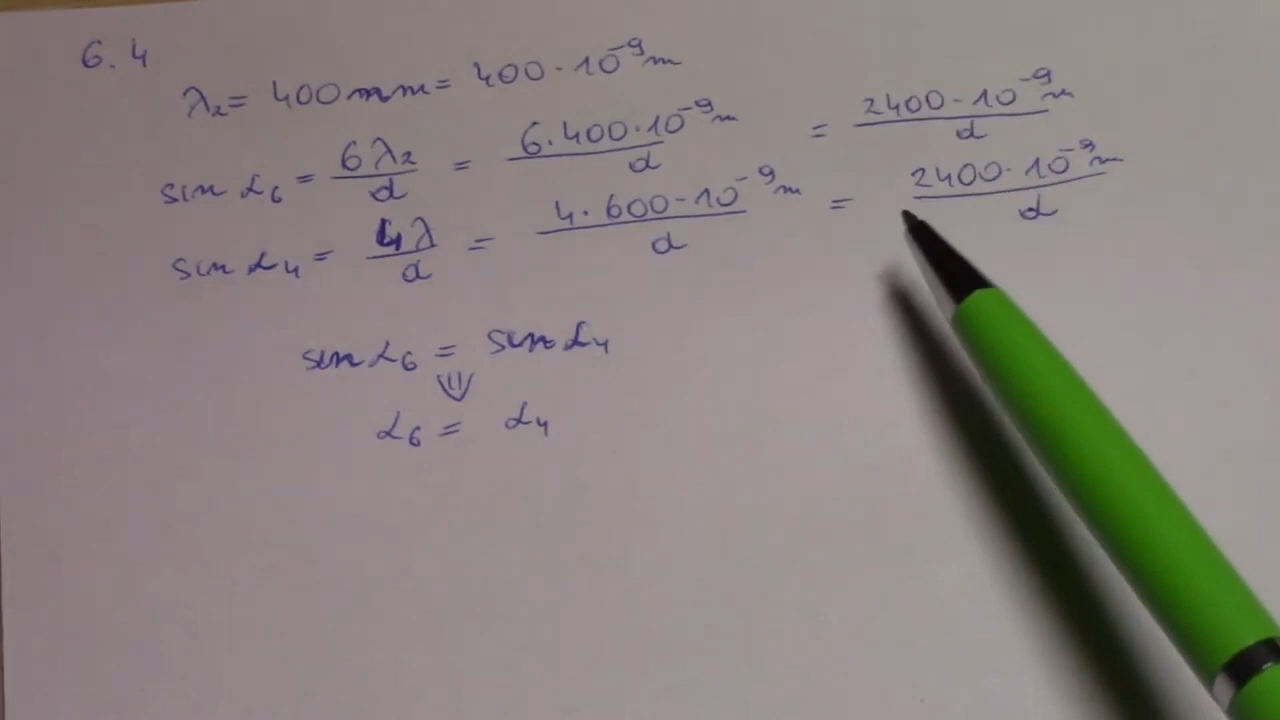 6.4
λ₂ = 400 nm = 400 · 10⁻⁹ m
sin α₆ = 6λ₂/d = 6·400·10⁻⁹ m/d = 2400·10⁻⁹ m/d
sin α₄ = 4λ/d = 4·600·10⁻⁹ m/d = 2400·10⁻⁹ m/d
sin α₆ = sin α₄
⇓
α₆ = α₄